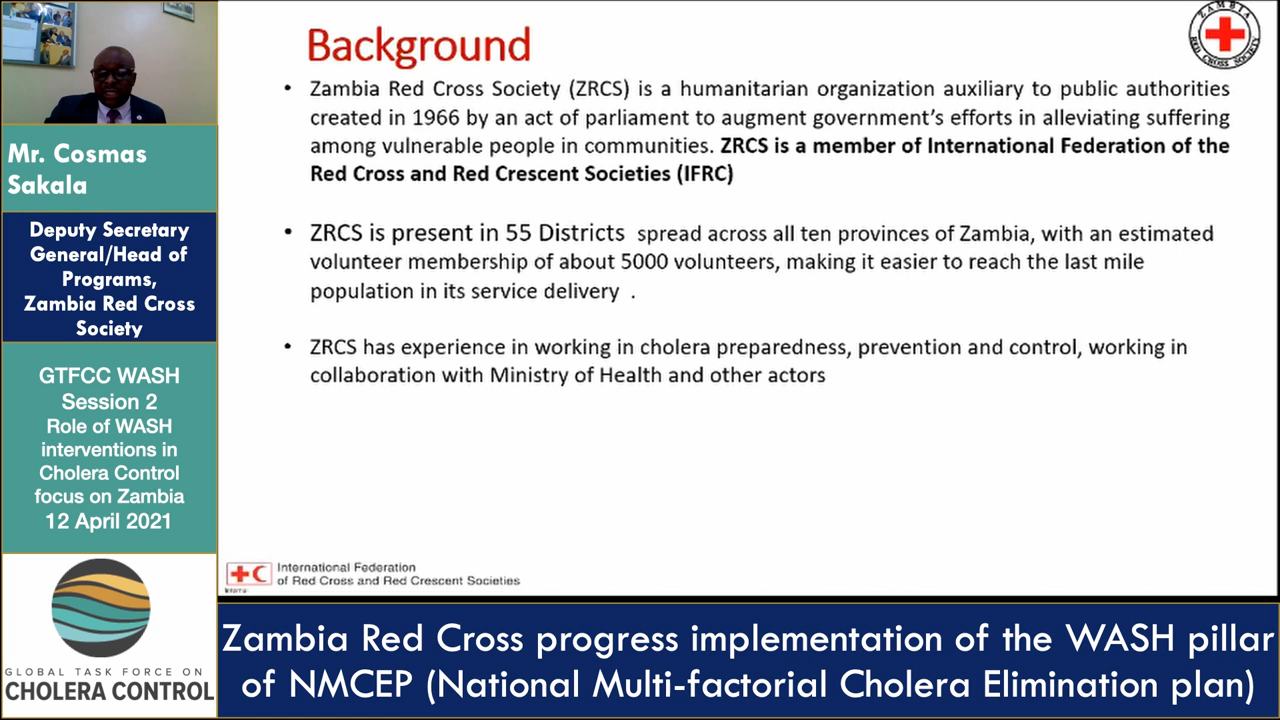 Mr. Cosmas
Sakala
Deputy Secretary
General/Head of
Programs,
Zambia Red Cross
Society
GTFCC WASH
Session 2
Role of WASH
interventions in
Cholera Control
focus on Zambia
12 April 2021
GLOBAL TASK FORCE ON
CHOLERA CONTROL
Background
ZAMBIA
RED CROSS SOCIETY
• Zambia Red Cross Society (ZRCS) is a humanitarian organization auxiliary to public authorities
created in 1966 by an act of parliament to augment government’s efforts in alleviating suffering
among vulnerable people in communities. ZRCS is a member of International Federation of the
Red Cross and Red Crescent Societies (IFRC)
• ZRCS is present in 55 Districts spread across all ten provinces of Zambia, with an estimated
volunteer membership of about 5000 volunteers, making it easier to reach the last mile
population in its service delivery .
• ZRCS has experience in working in cholera preparedness, prevention and control, working in
collaboration with Ministry of Health and other actors
International Federation
of Red Cross and Red Crescent Societies
Zambia Red Cross progress implementation of the WASH pillar
of NMCEP (National Multi-factorial Cholera Elimination plan)